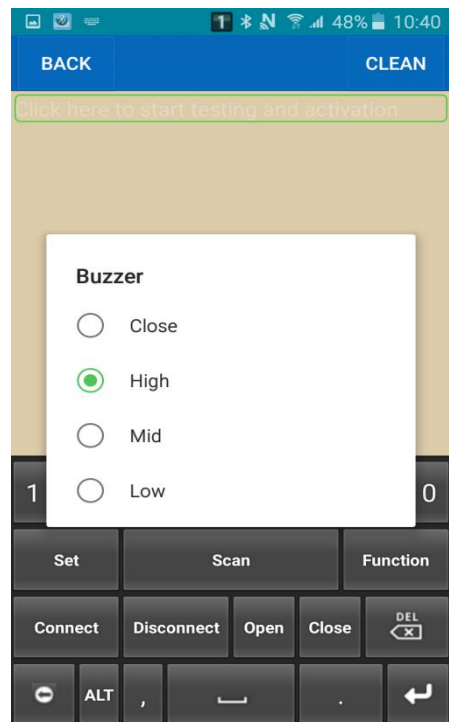 1 48% 10:40
BACK CLEAN
Click here to start testing and activation
Buzzer
Close
High
Mid
Low
1 0
Set Scan Function
Connect Disconnect Open Close DEL
ALT , .